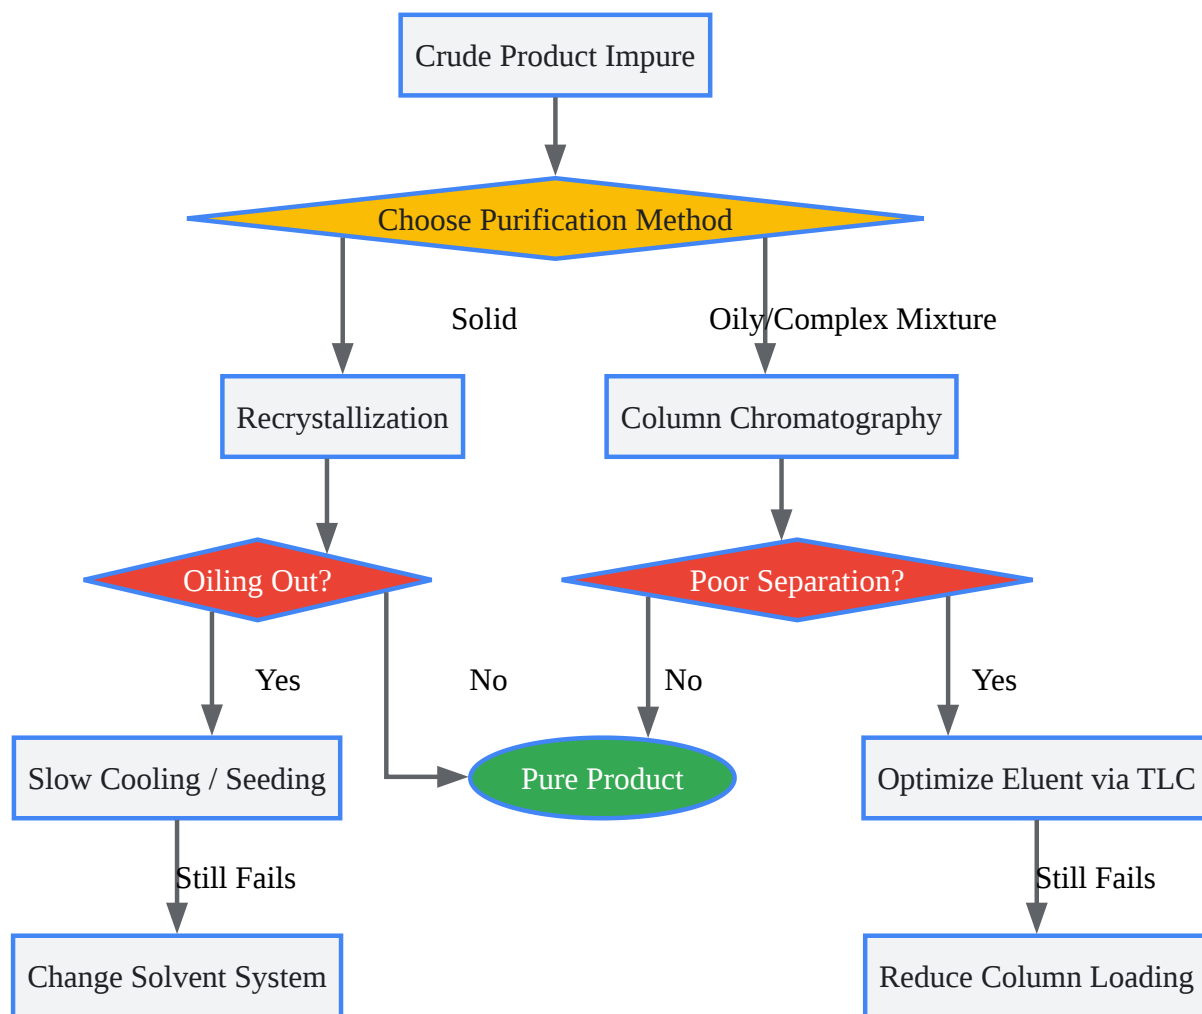 Crude Product Impure
Choose Purification Method
Solid
Oily/Complex Mixture
Recrystallization
Column Chromatography
Oiling Out?
Poor Separation?
Yes
No
No
Yes
Slow Cooling / Seeding
Pure Product
Optimize Eluent via TLC
Still Fails
Still Fails
Change Solvent System
Reduce Column Loading